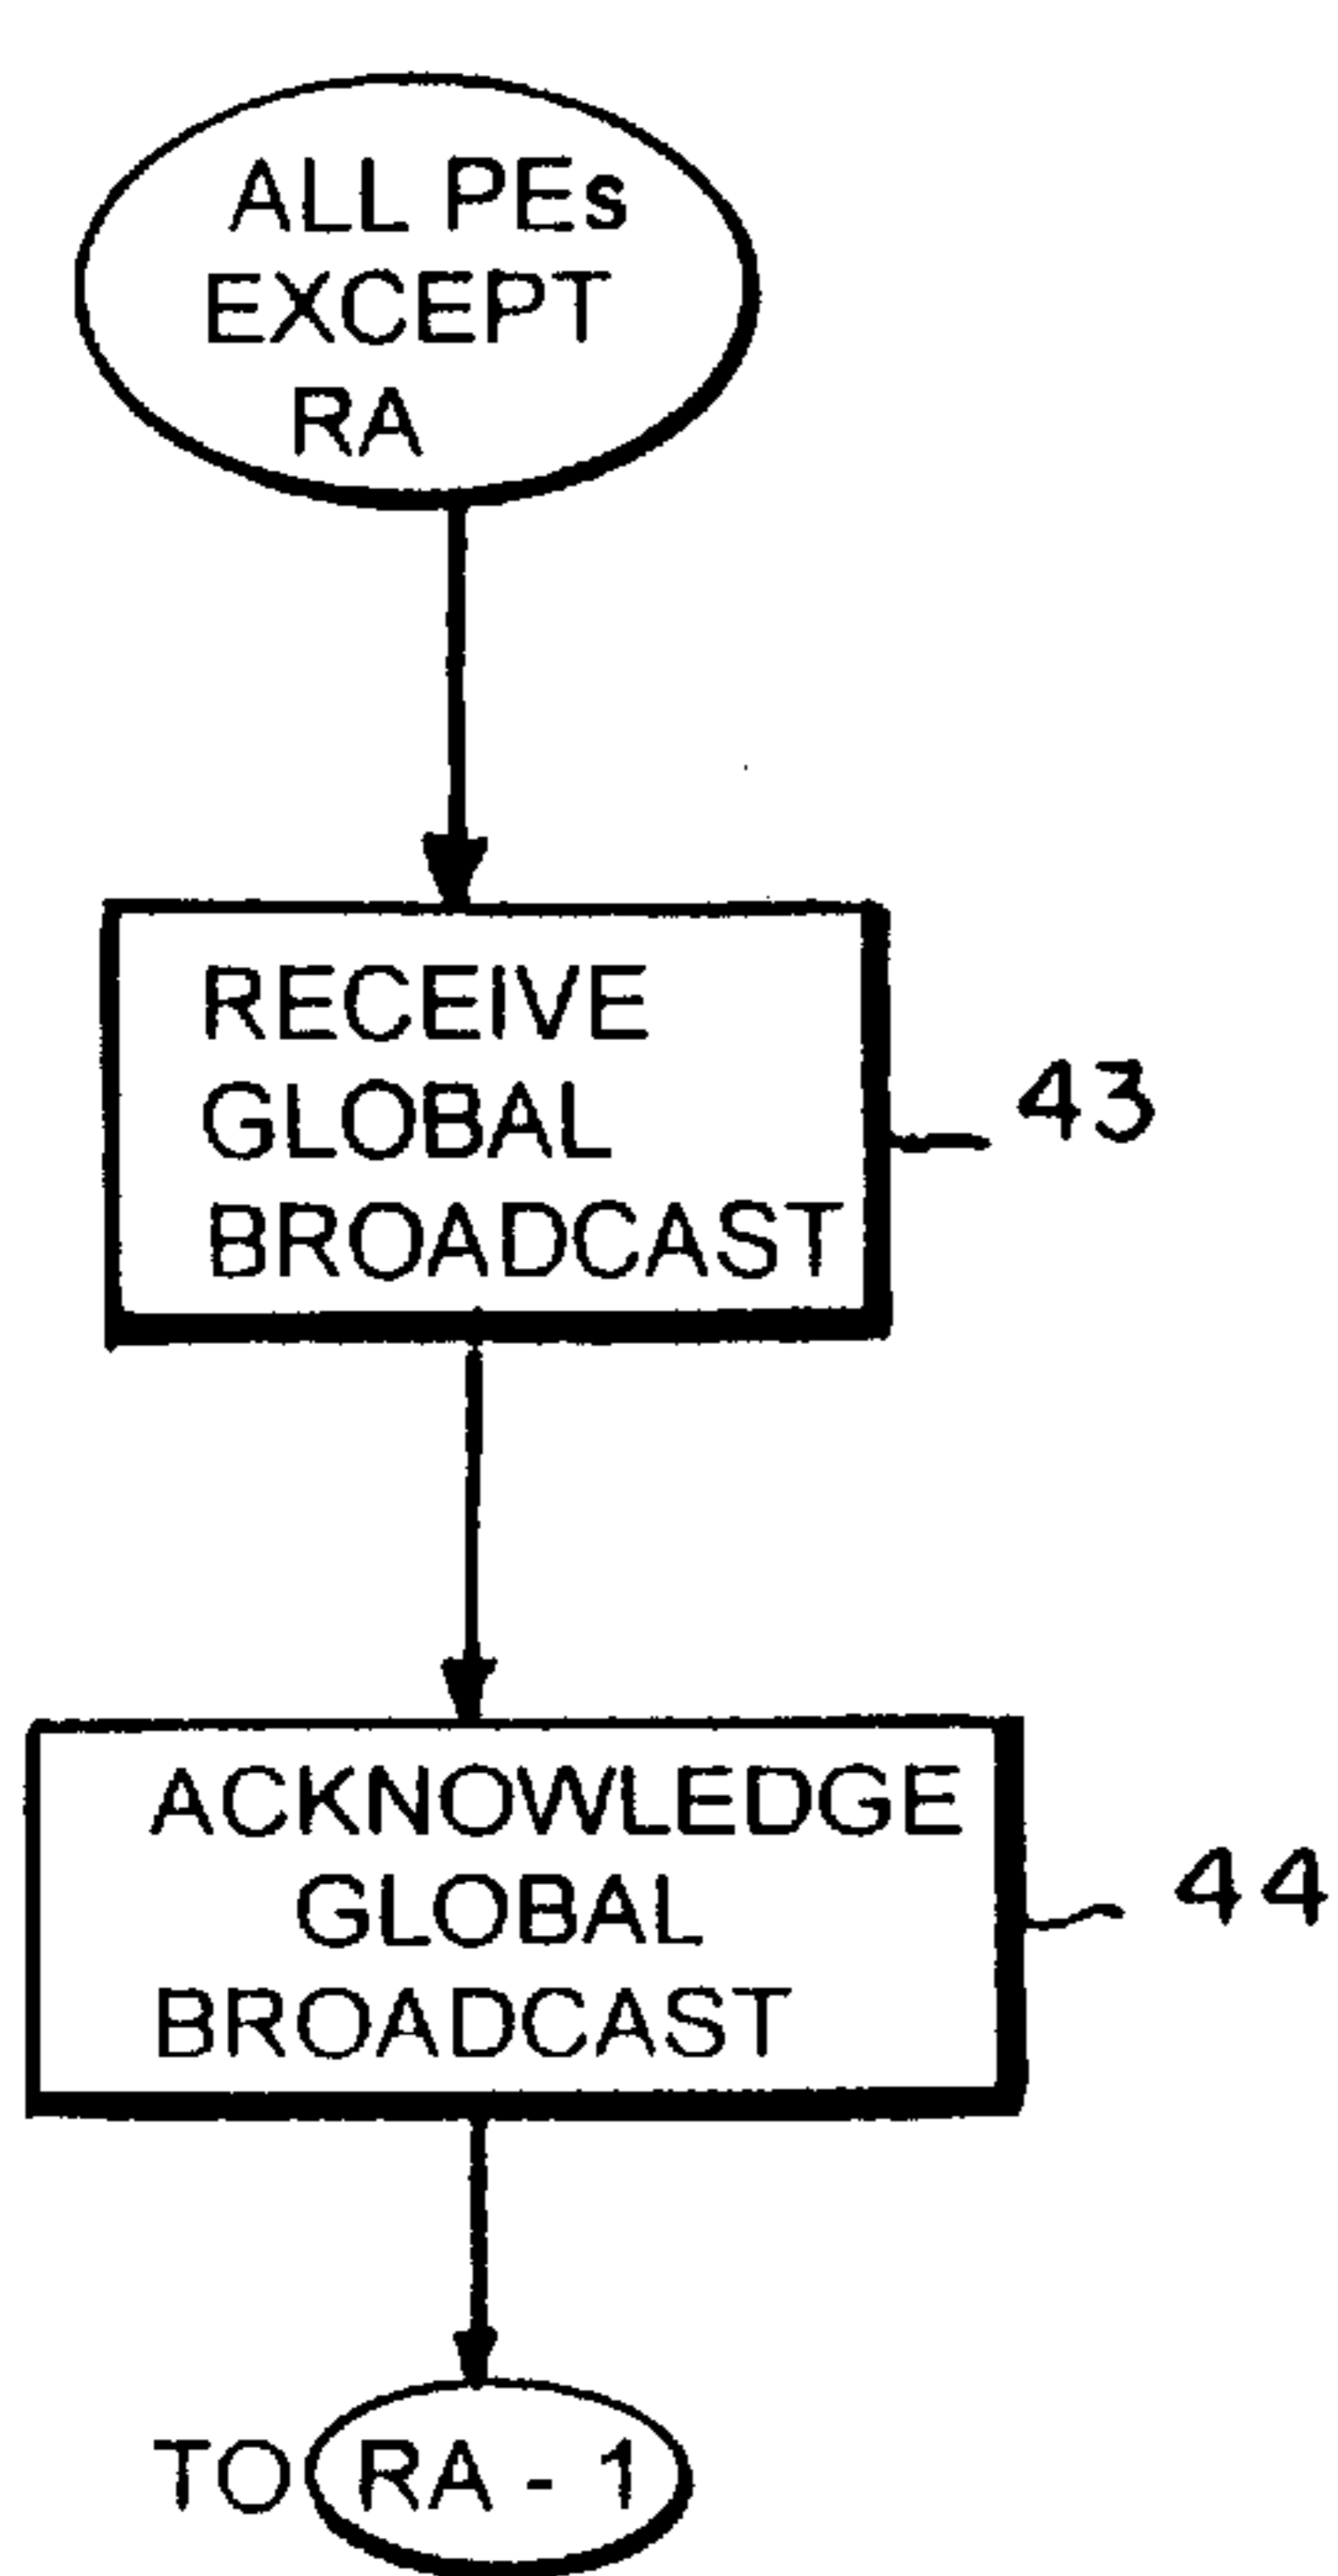 ALL PEs
EXCEPT
RA
RECEIVE
GLOBAL
BROADCAST
43
ACKNOWLEDGE
GLOBAL
BROADCAST
44
TO RA - 1